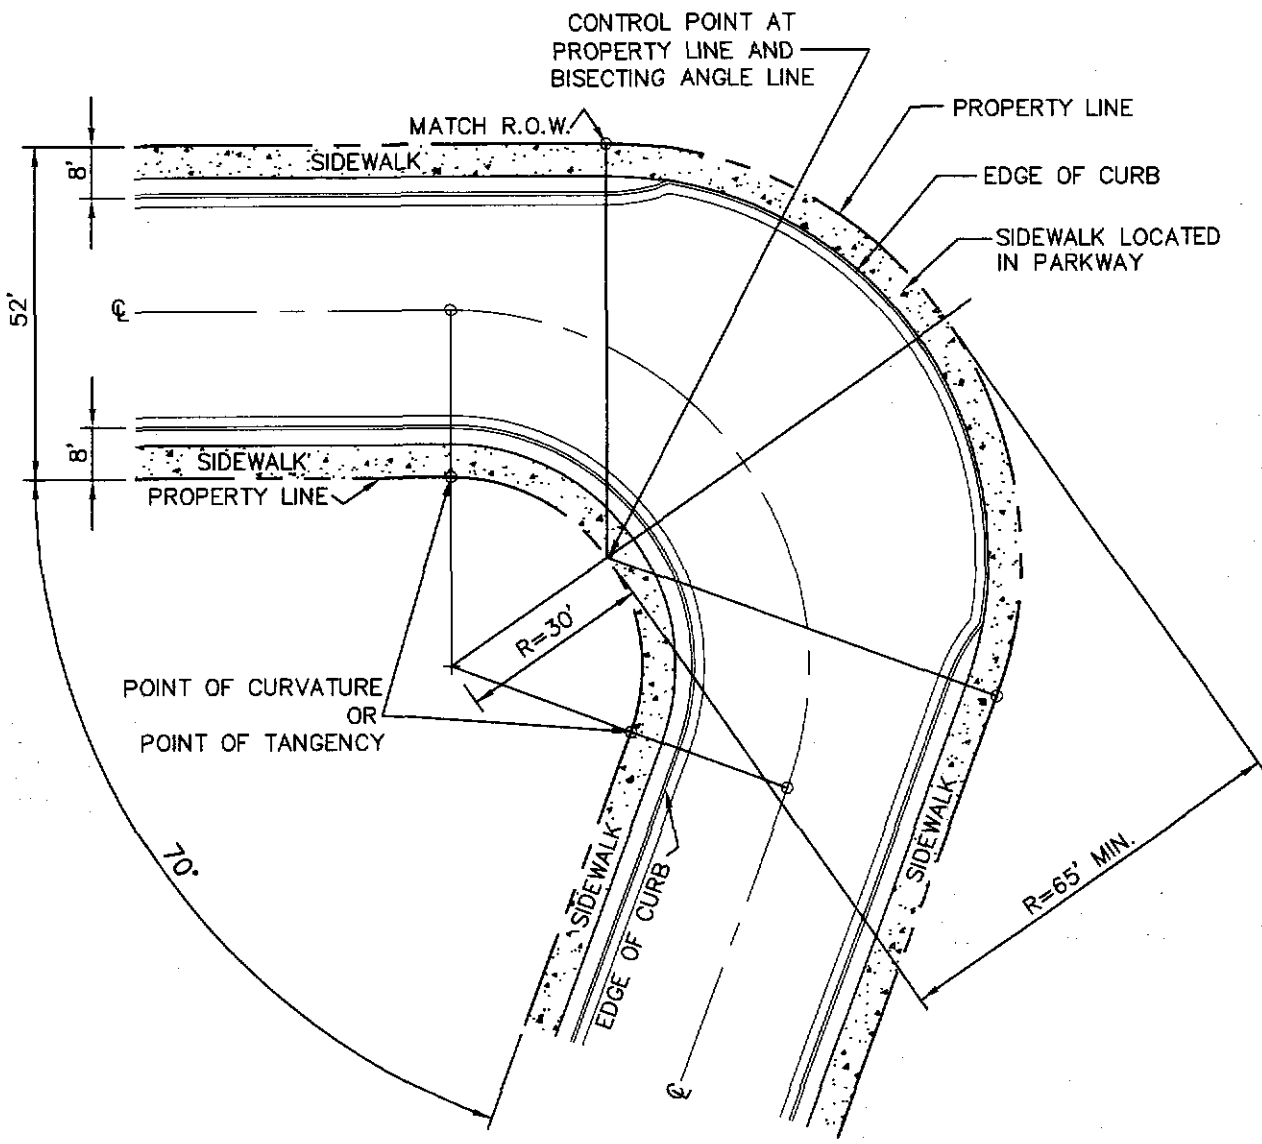 CONTROL POINT AT
PROPERTY LINE AND
BISECTING ANGLE LINE
MATCH R.O.W.
PROPERTY LINE
8'
SIDEWALK
EDGE OF CURB
SIDEWALK LOCATED
IN PARKWAY
52'
℄
8'
SIDEWALK
PROPERTY LINE
R=30'
POINT OF CURVATURE
OR
POINT OF TANGENCY
70°
SIDEWALK
EDGE OF CURB
SIDEWALK
R=65' MIN.
℄